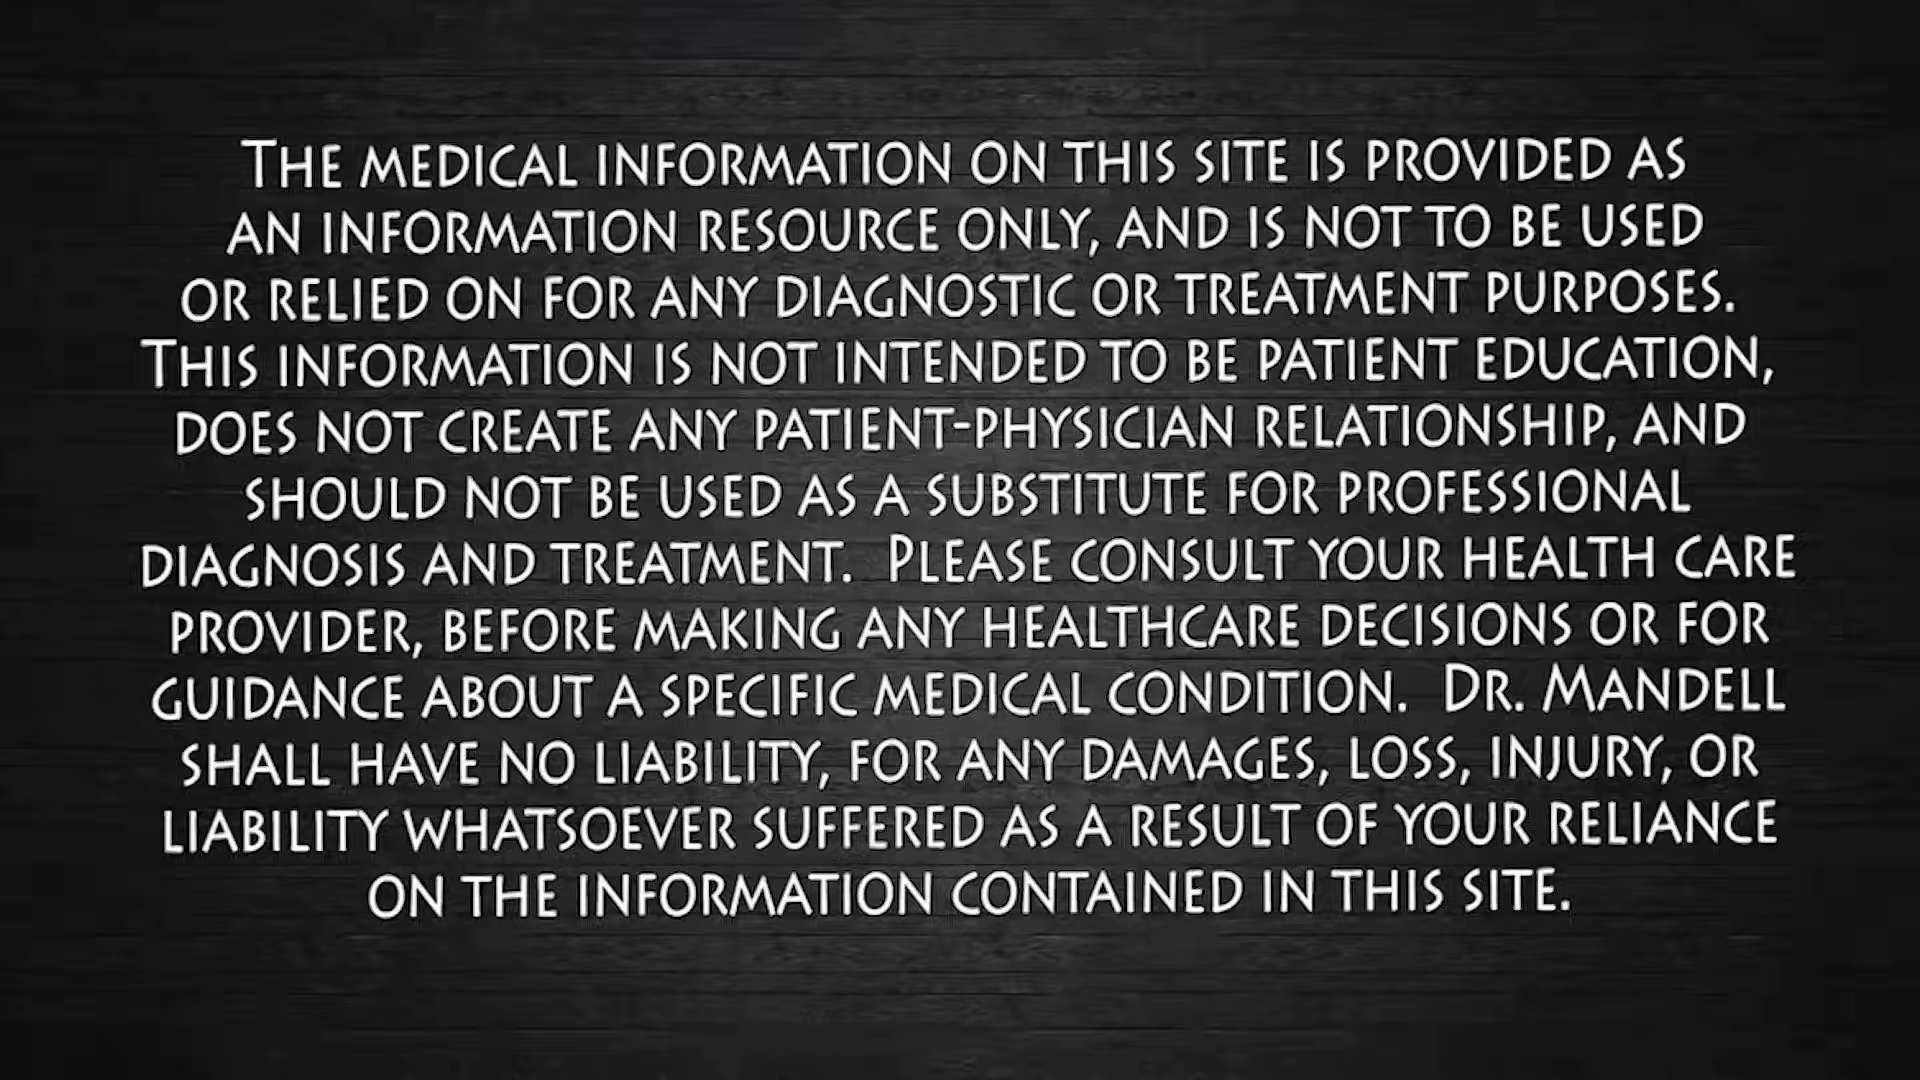 The medical information on this site is provided as
an information resource only, and is not to be used
or relied on for any diagnostic or treatment purposes.
This information is not intended to be patient education,
does not create any patient-physician relationship, and
should not be used as a substitute for professional
diagnosis and treatment.  Please consult your health care
provider, before making any healthcare decisions or for
guidance about a specific medical condition.  Dr. Mandell
shall have no liability, for any damages, loss, injury, or
liability whatsoever suffered as a result of your reliance
on the information contained in this site.